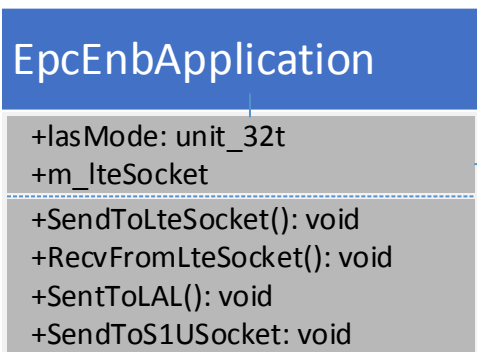 EpcEnbApplication
+lasMode: unit_32t
+m_lteSocket
+SendToLteSocket(): void
+RecvFromLteSocket(): void
+SentToLAL(): void
+SendToS1USocket: void